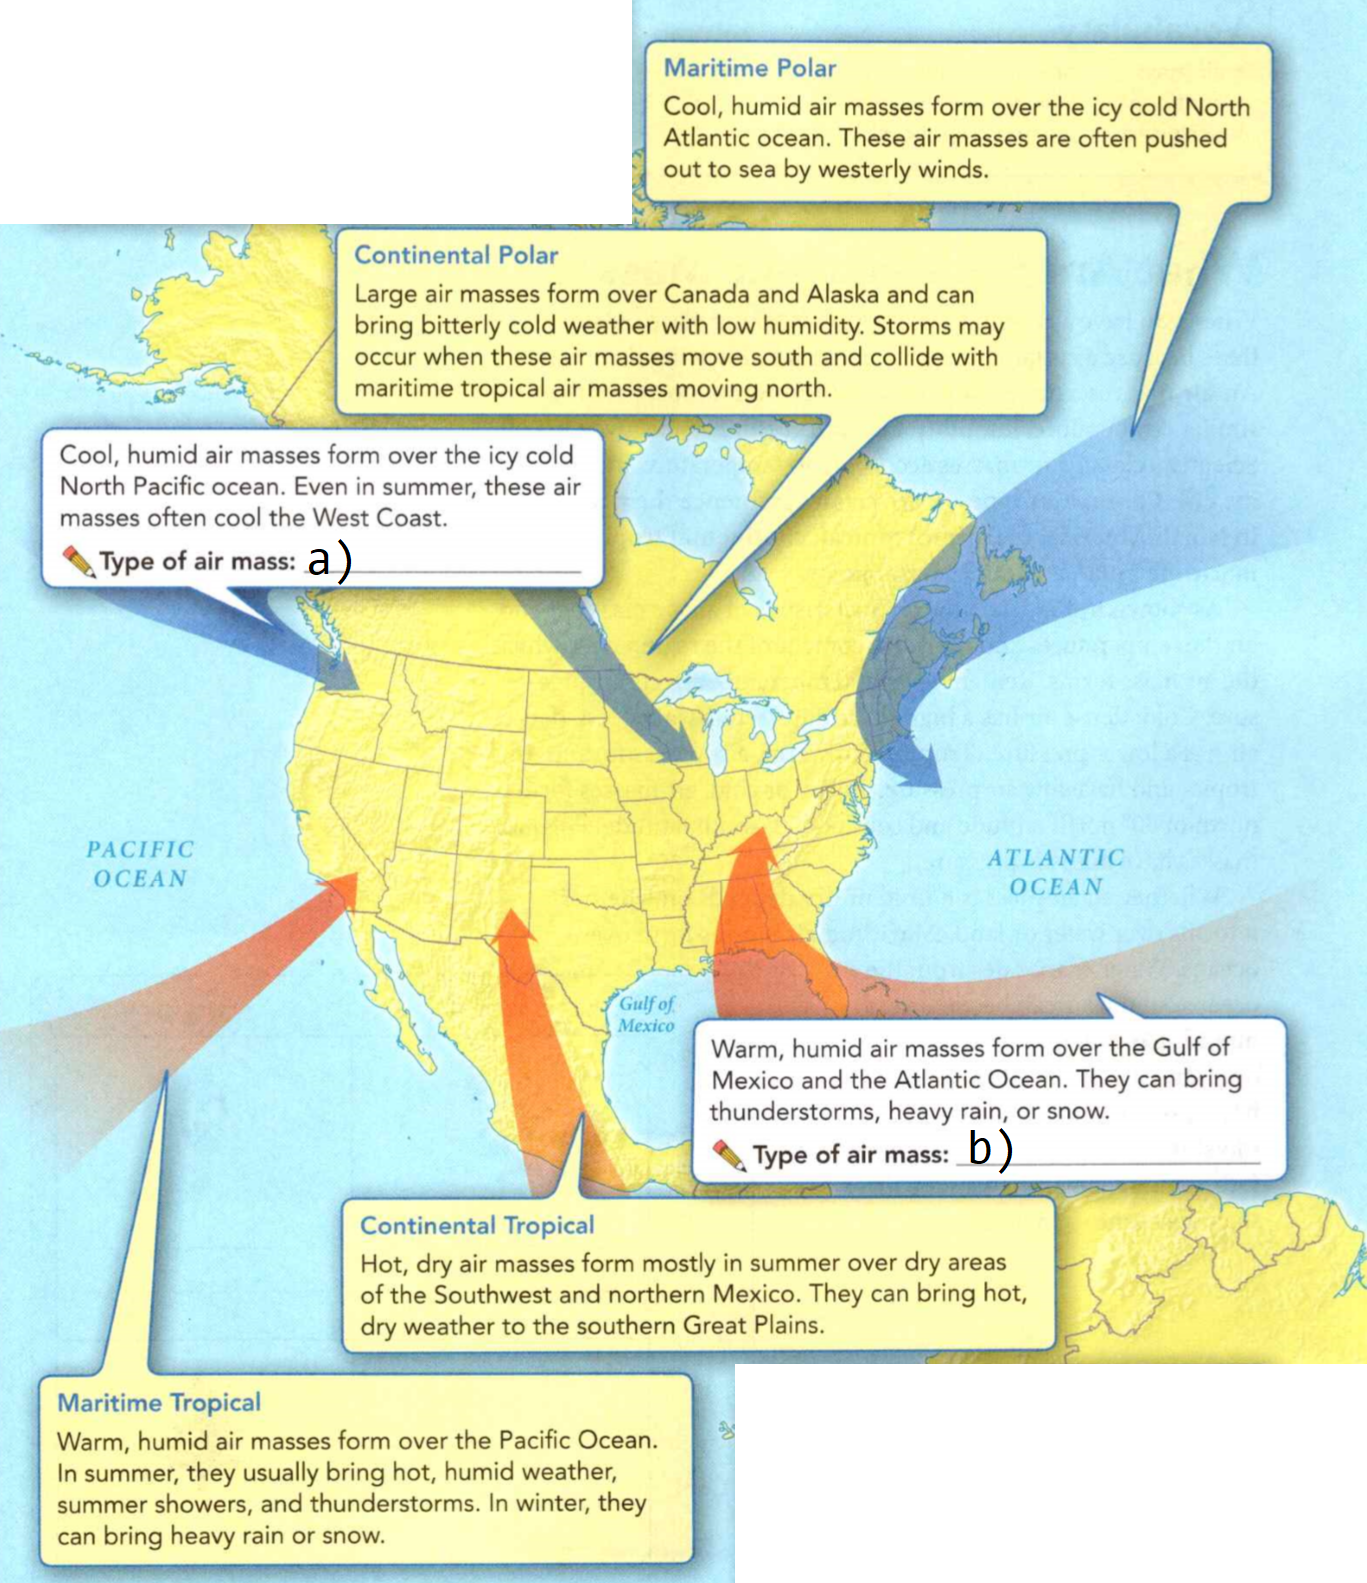 Maritime Polar
Cool, humid air masses form over the icy cold North
Atlantic ocean. These air masses are often pushed
out to sea by westerly winds.
Continental Polar
Large air masses form over Canada and Alaska and can
bring bitterly cold weather with low humidity. Storms may
occur when these air masses move south and collide with
maritime tropical air masses moving north.
Cool, humid air masses form over the icy cold
North Pacific ocean. Even in summer, these air
masses often cool the West Coast.
Type of air mass: a)
PACIFIC
OCEAN
ATLANTIC
OCEAN
Gulf of
Mexico
Warm, humid air masses form over the Gulf of
Mexico and the Atlantic Ocean. They can bring
thunderstorms, heavy rain, or snow.
Type of air mass: b)
Continental Tropical
Hot, dry air masses form mostly in summer over dry areas
of the Southwest and northern Mexico. They can bring hot,
dry weather to the southern Great Plains.
Maritime Tropical
Warm, humid air masses form over the Pacific Ocean.
In summer, they usually bring hot, humid weather,
summer showers, and thunderstorms. In winter, they
can bring heavy rain or snow.